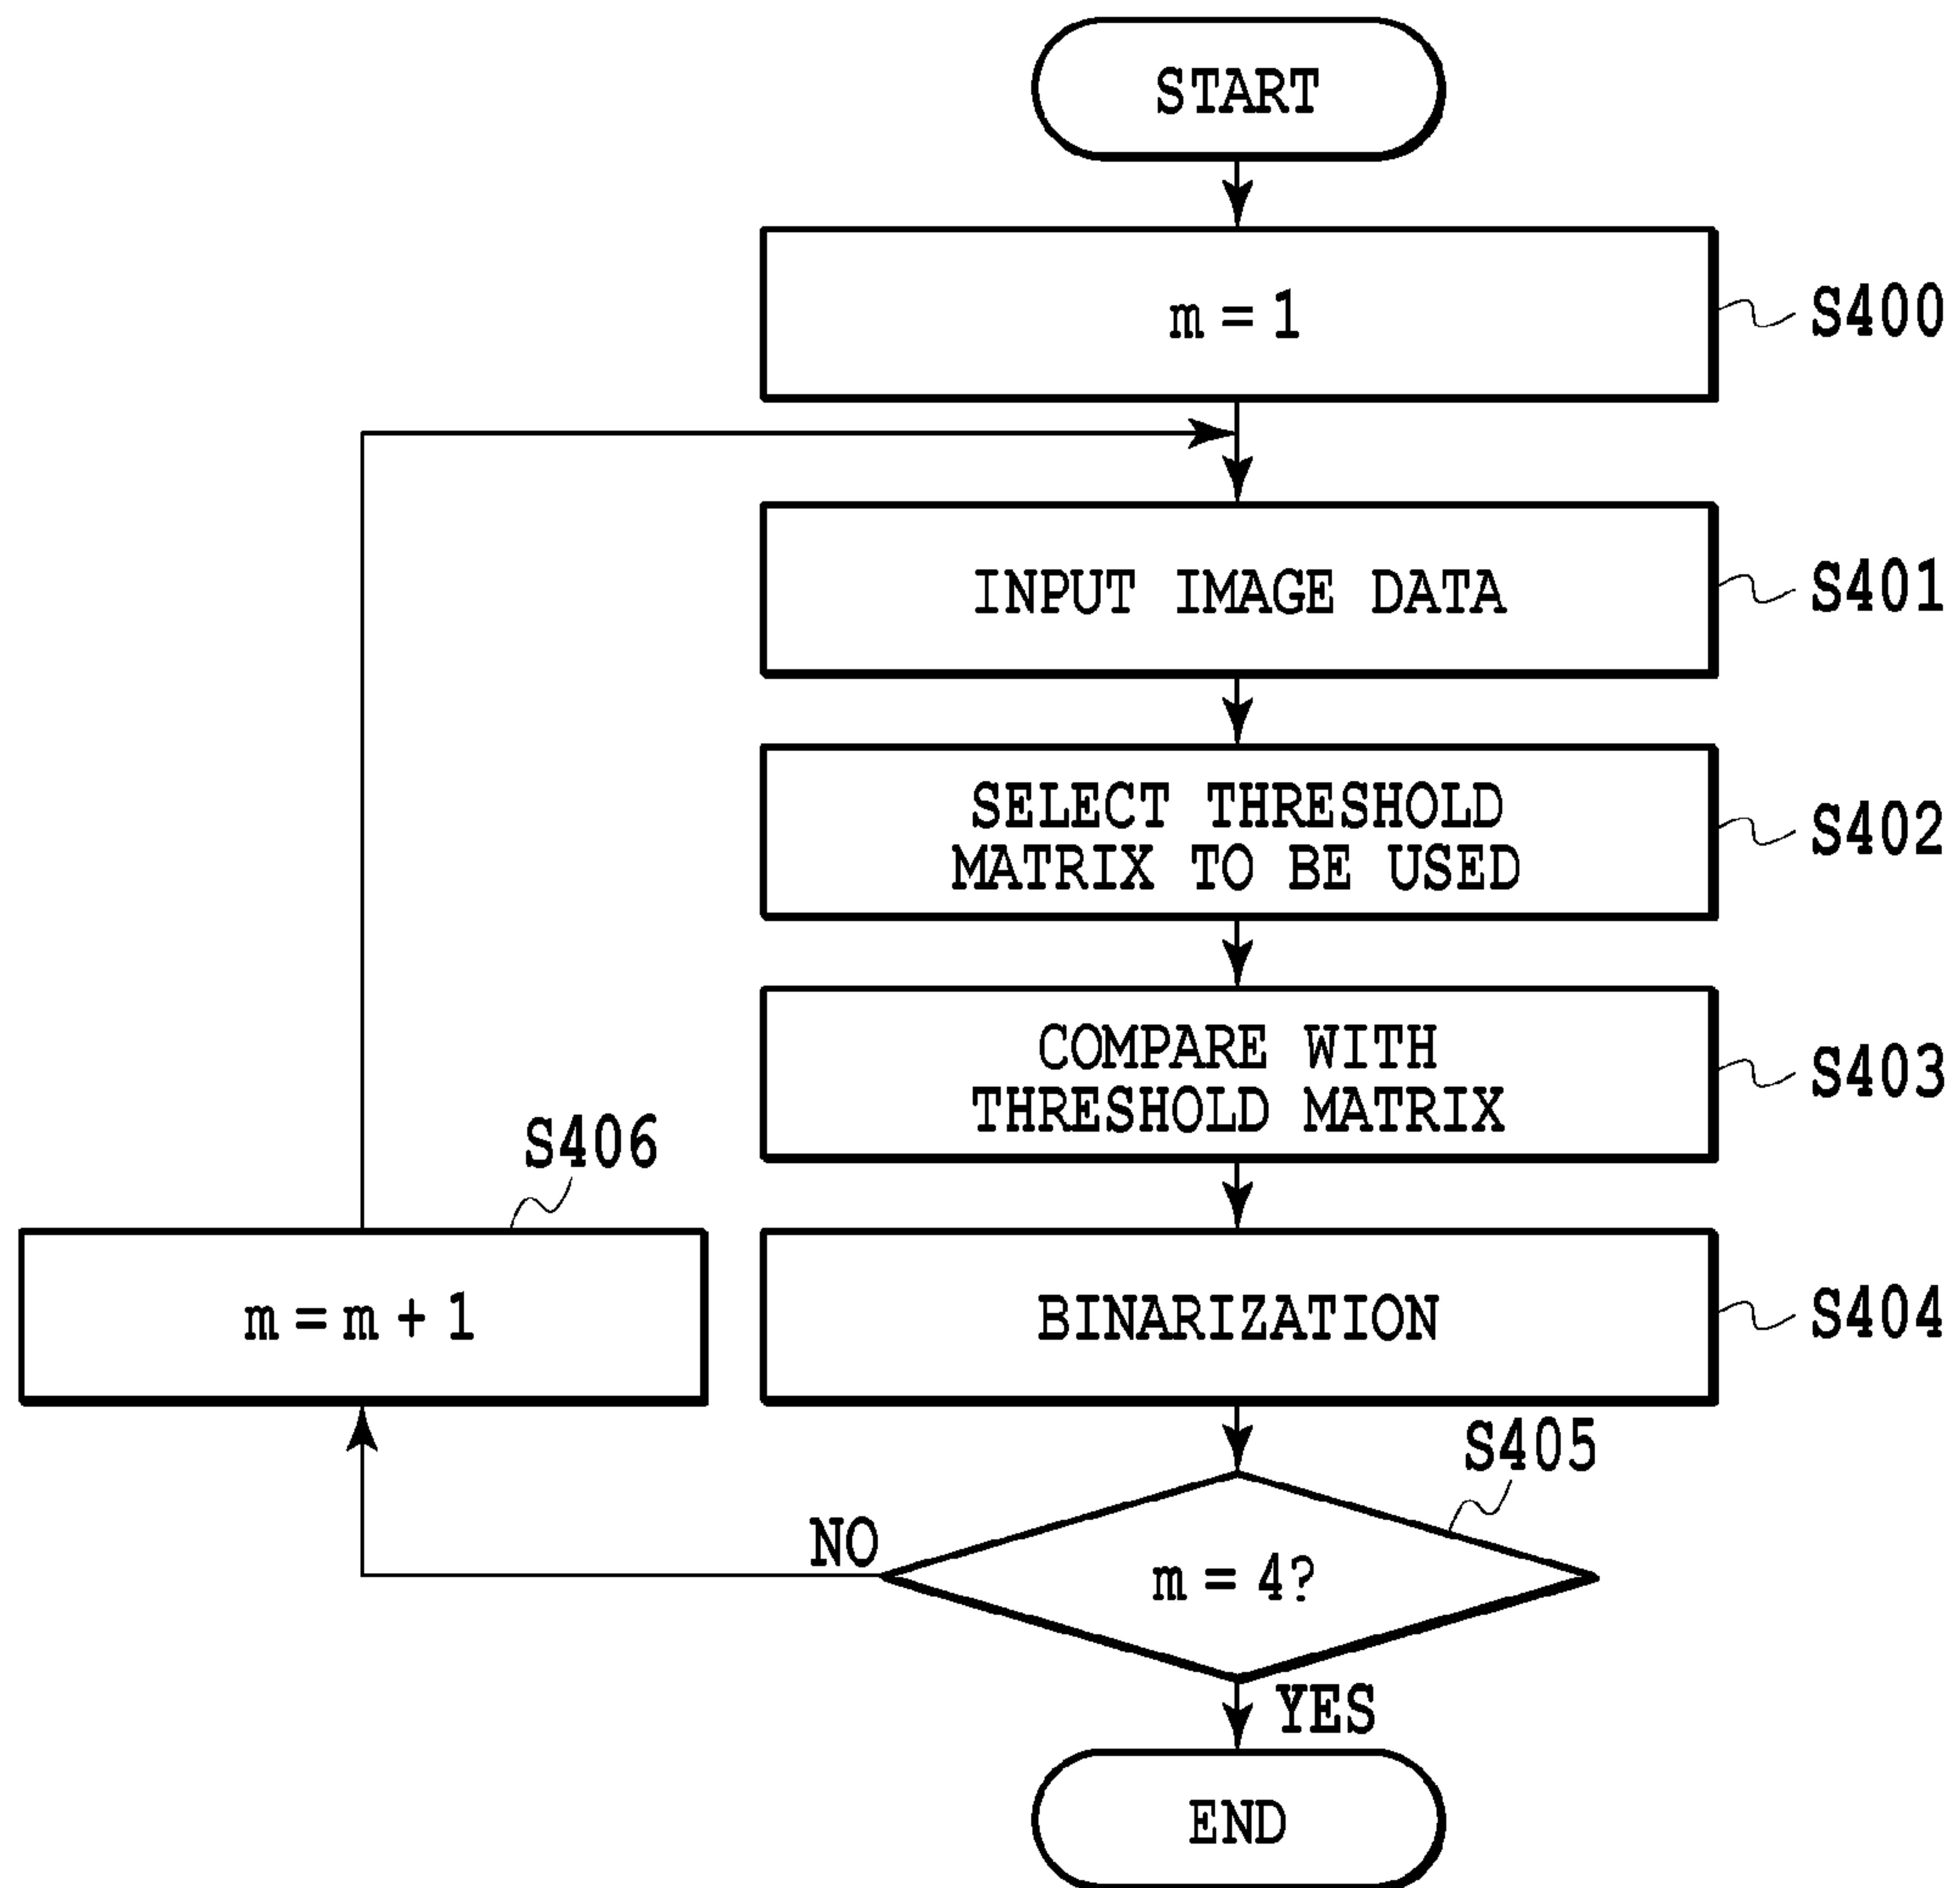 START
m = 1
S400
INPUT IMAGE DATA
S401
SELECT THRESHOLD
MATRIX TO BE USED
S402
COMPARE WITH
THRESHOLD MATRIX
S403
S406
m = m + 1
BINARIZATION
S404
S405
NO
m = 4?
YES
END